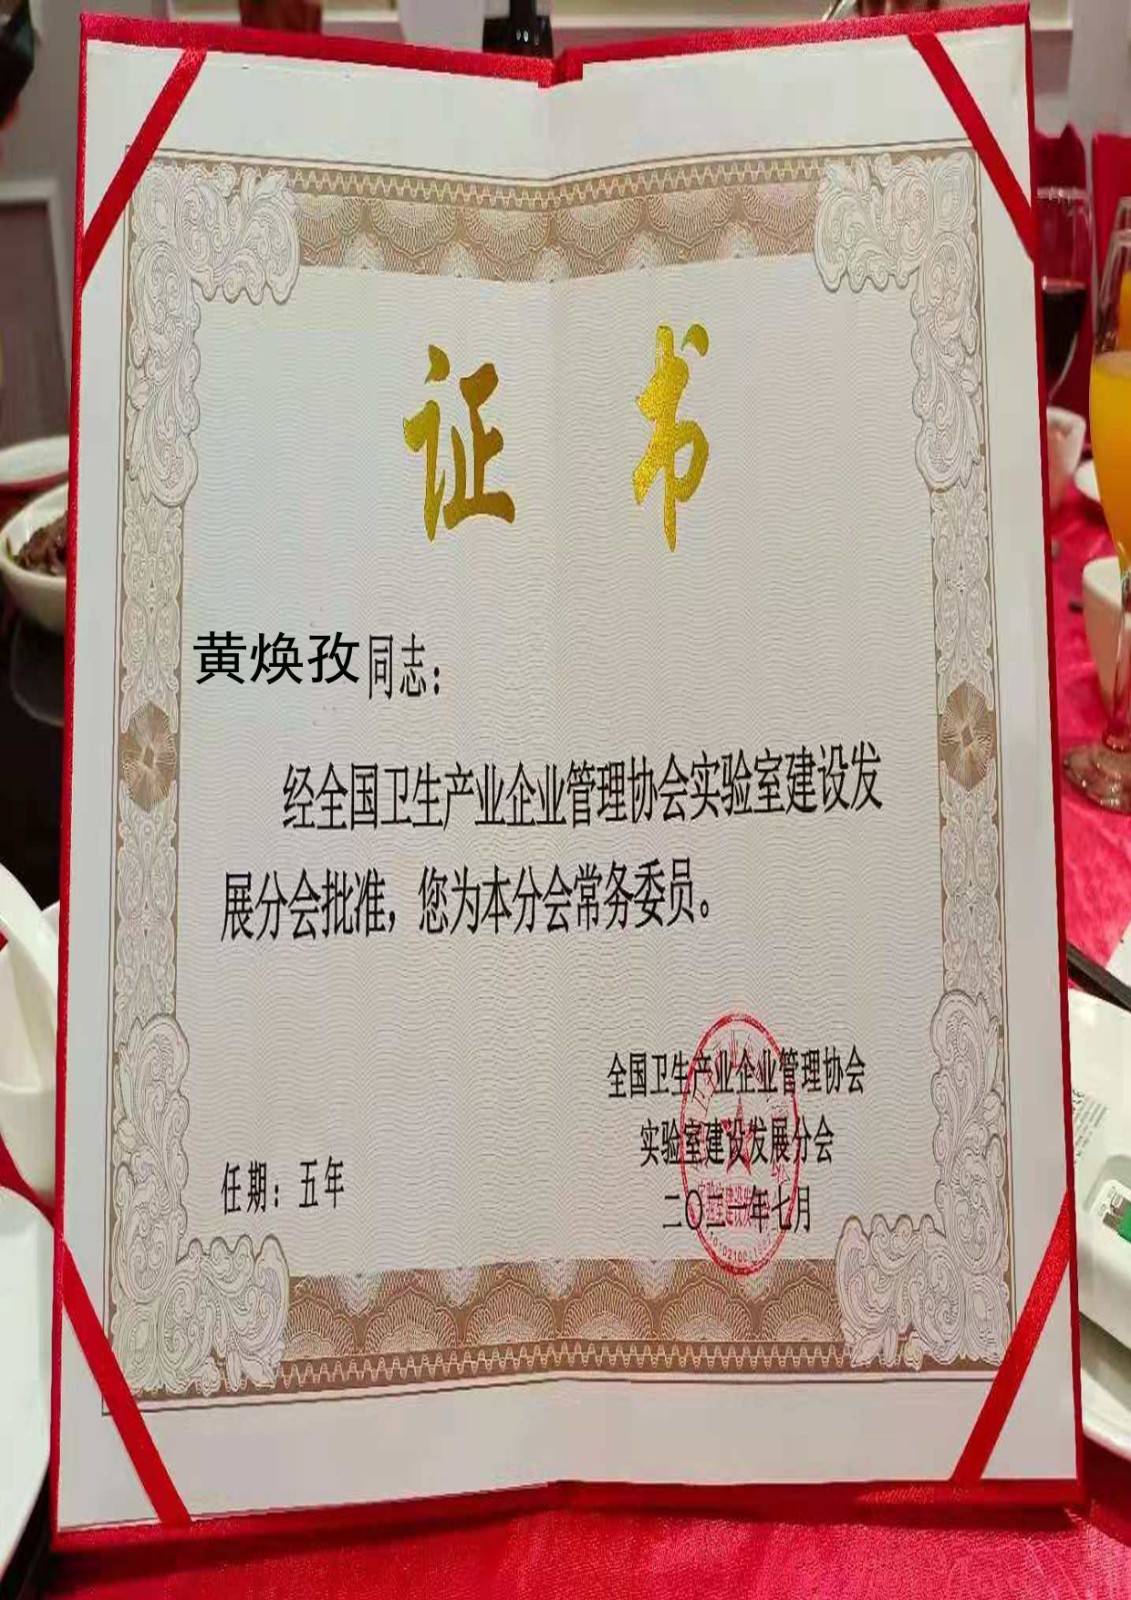 证书
黄焕孜同志：
经全国卫生产业企业管理协会实验室建设发
展分会批准，您为本分会常务委员。
全国卫生产业企业管理协会
实验室建设发展分会
任期：五年
二〇二一年七月